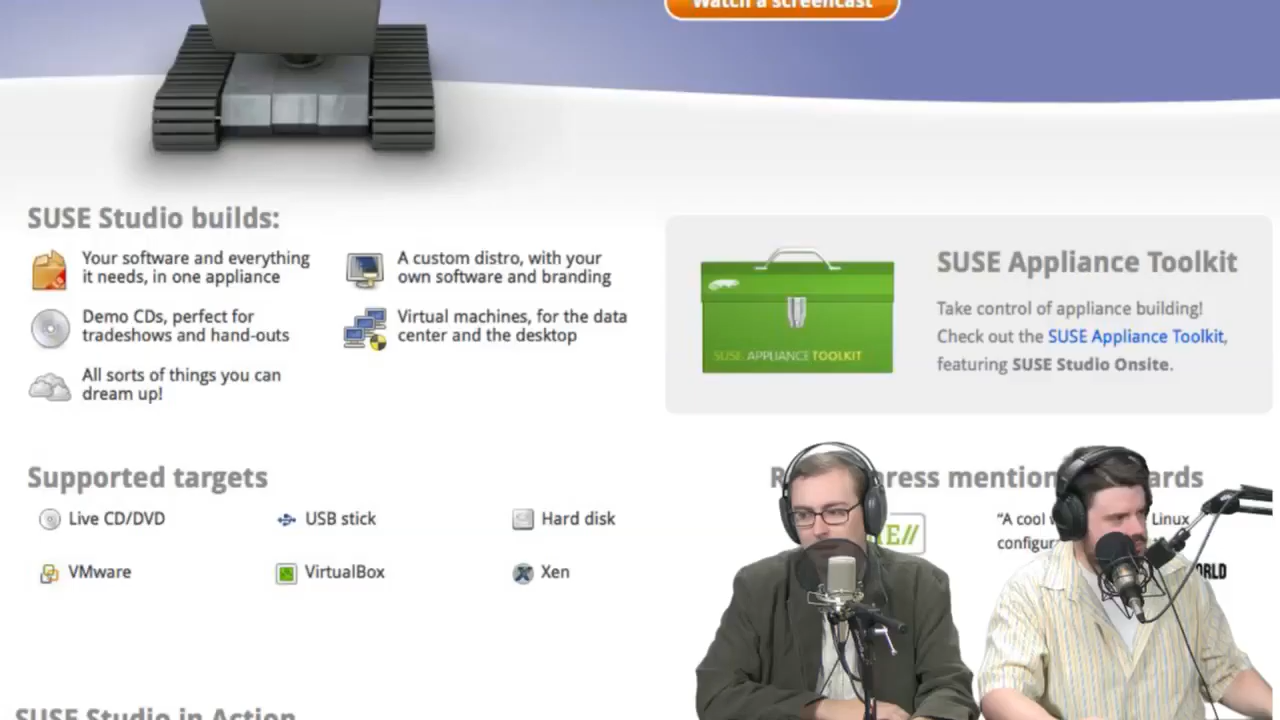 Watch a screencast
SUSE Studio builds:
Your software and everything
it needs, in one appliance
A custom distro, with your
own software and branding
Demo CDs, perfect for
tradeshows and hand-outs
Virtual machines, for the data
center and the desktop
All sorts of things you can
dream up!
SUSE APPLIANCE TOOLKIT
SUSE Appliance Toolkit
Take control of appliance building!
Check out the SUSE Appliance Toolkit,
featuring SUSE Studio Onsite.
Supported targets
Live CD/DVD
USB stick
Hard disk
VMware
VirtualBox
Xen
press mention
“A cool
Linux
SUSE Studio in Action